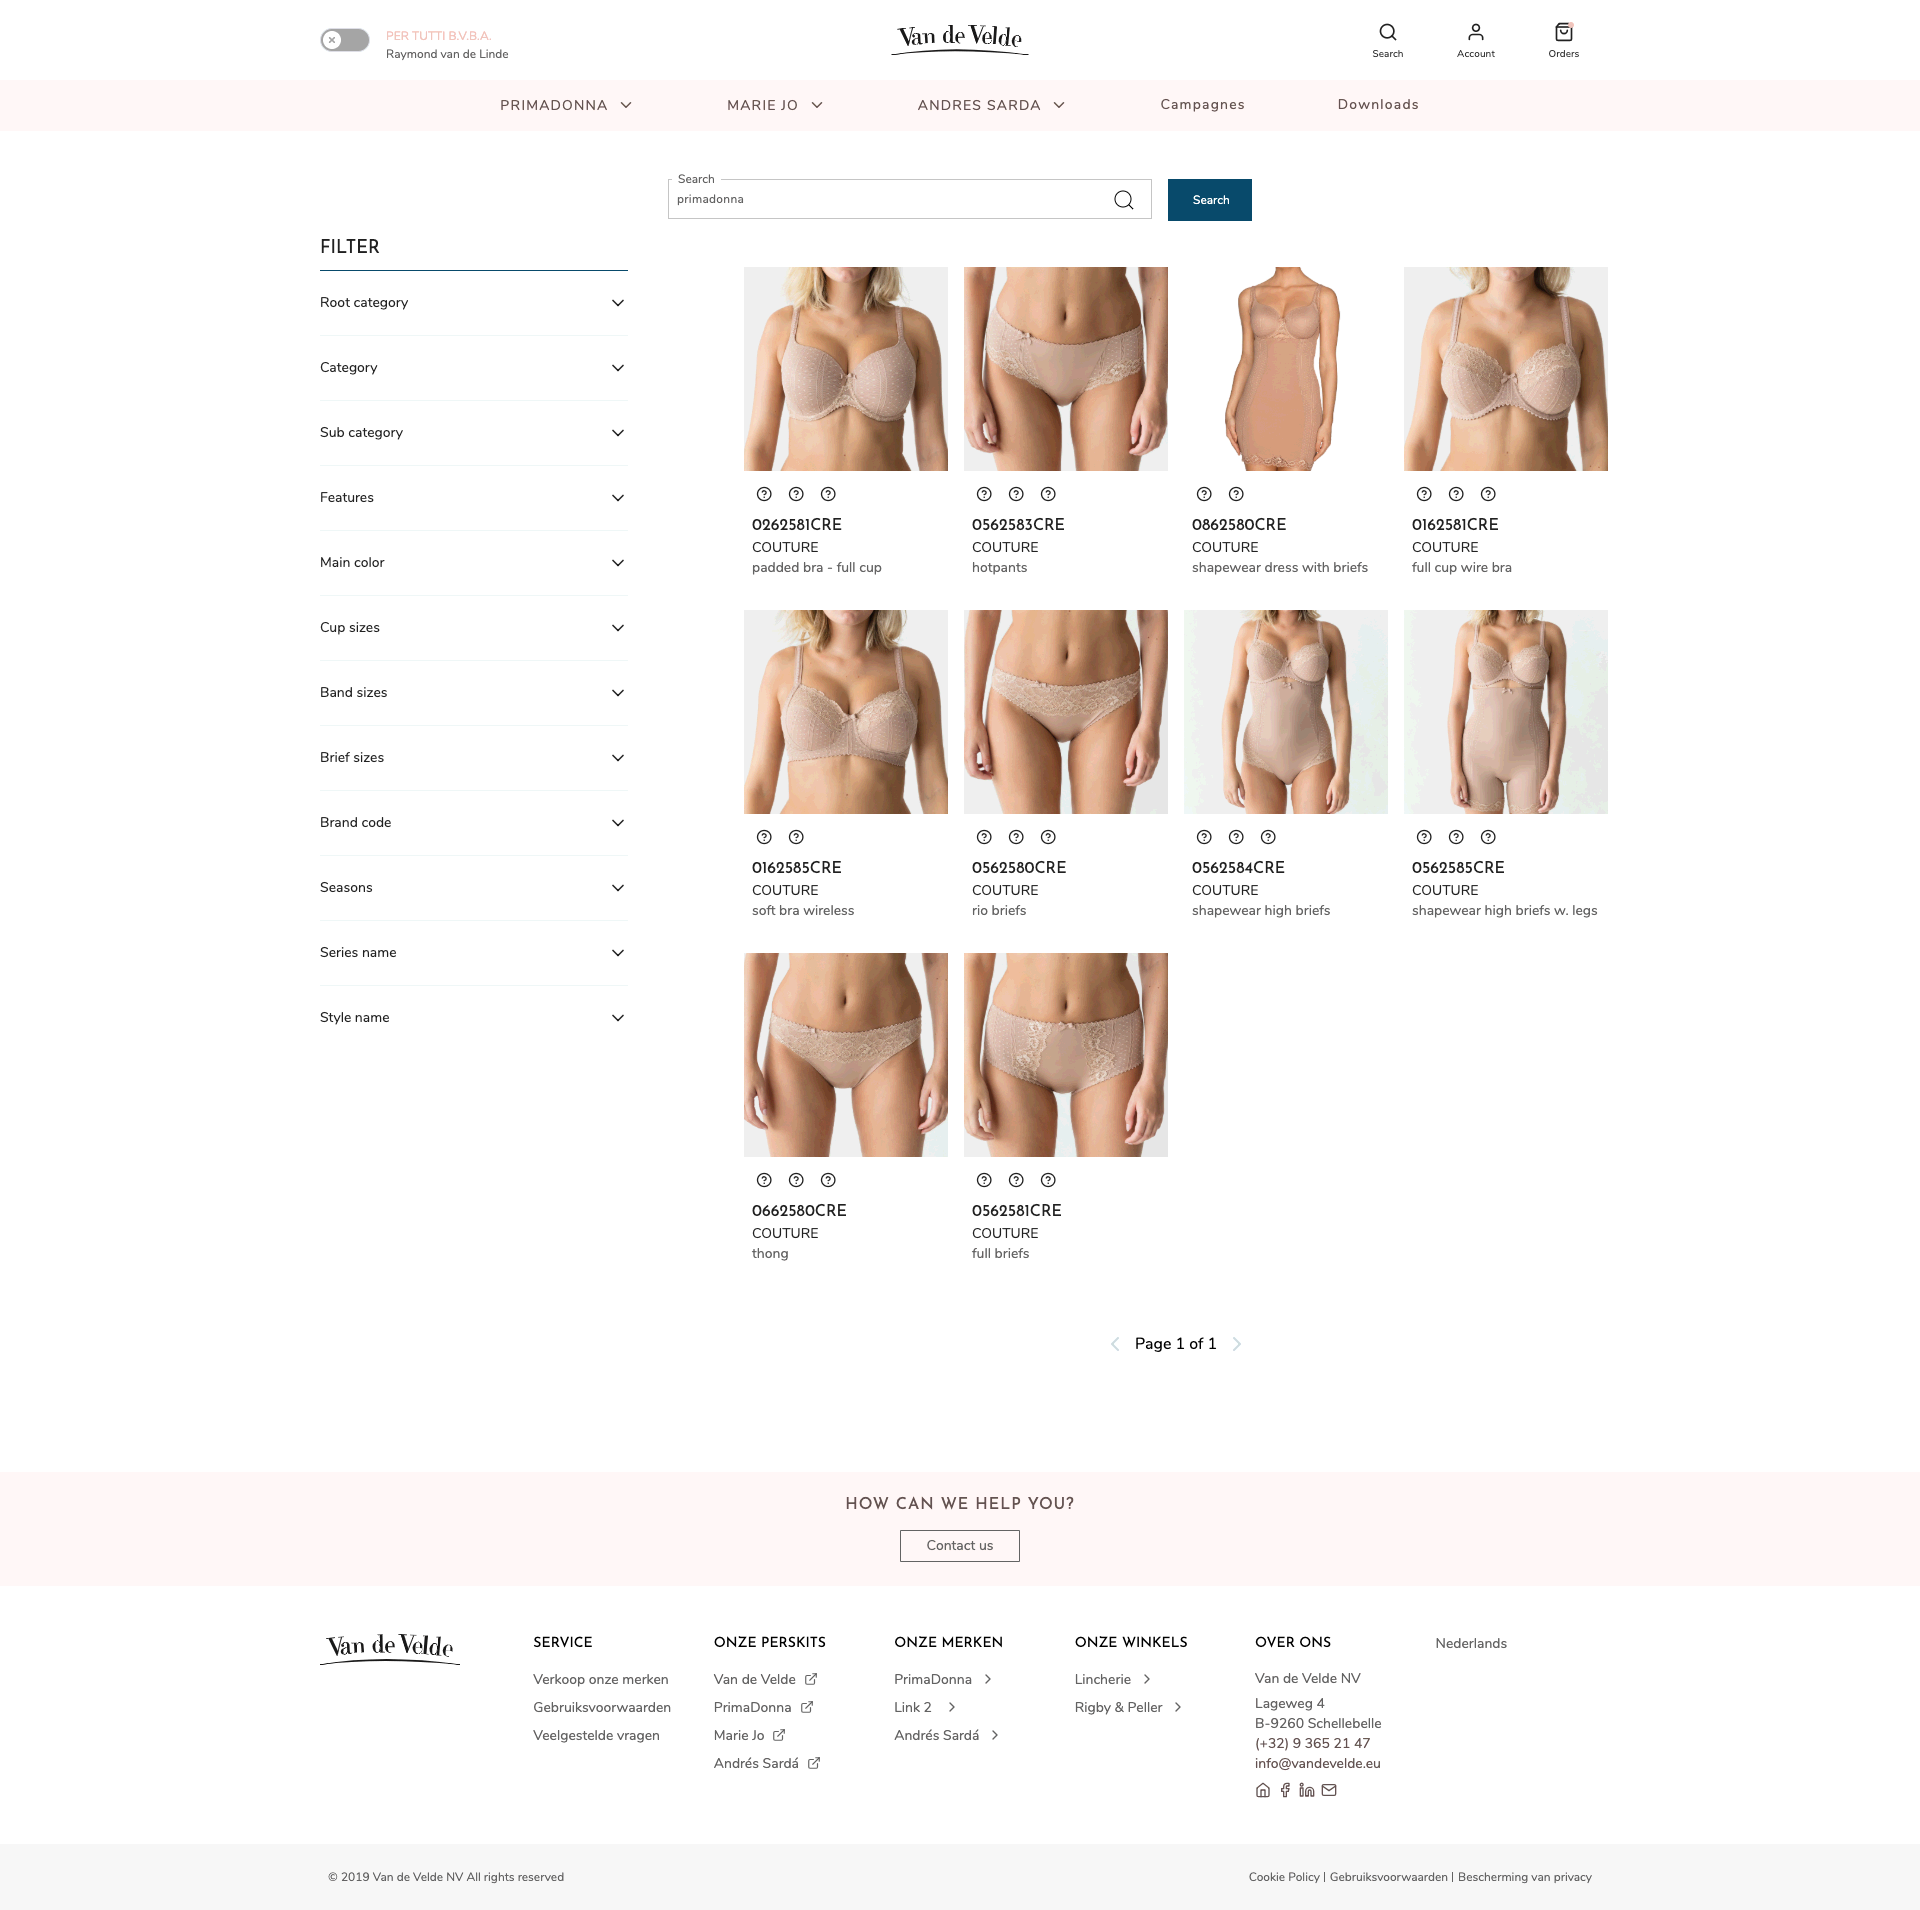 PER TUTTI B.V.B.A.
Raymond van de Linde
Van de Velde
Search
Account
Orders
PRIMADONNA
MARIE JO
ANDRES SARDA
Campagnes
Downloads
Search
primadonna
Search
FILTER
Root category
Category
Sub category
Features
Main color
Cup sizes
Band sizes
Brief sizes
Brand code
Seasons
Series name
Style name
0262581CRE
COUTURE
padded bra - full cup
0562583CRE
COUTURE
hotpants
0862580CRE
COUTURE
shapewear dress with briefs
0162581CRE
COUTURE
full cup wire bra
0162585CRE
COUTURE
soft bra wireless
0562580CRE
COUTURE
rio briefs
0562584CRE
COUTURE
shapewear high briefs
0562585CRE
COUTURE
shapewear high briefs w. legs
0662580CRE
COUTURE
thong
0562581CRE
COUTURE
full briefs
Page 1 of 1
HOW CAN WE HELP YOU?
Contact us
Van de Velde
SERVICE
Verkoop onze merken
Gebruiksvoorwaarden
Veelgestelde vragen
ONZE PERSKITS
Van de Velde
PrimaDonna
Marie Jo
Andrés Sardá
ONZE MERKEN
PrimaDonna
Link 2
Andrés Sardá
ONZE WINKELS
Lincherie
Rigby & Peller
OVER ONS
Van de Velde NV
Lageweg 4
B-9260 Schellebelle
(+32) 9 365 21 47
info@vandevelde.eu
Nederlands
© 2019 Van de Velde NV All rights reserved
Cookie Policy | Gebruiksvoorwaarden | Bescherming van privacy